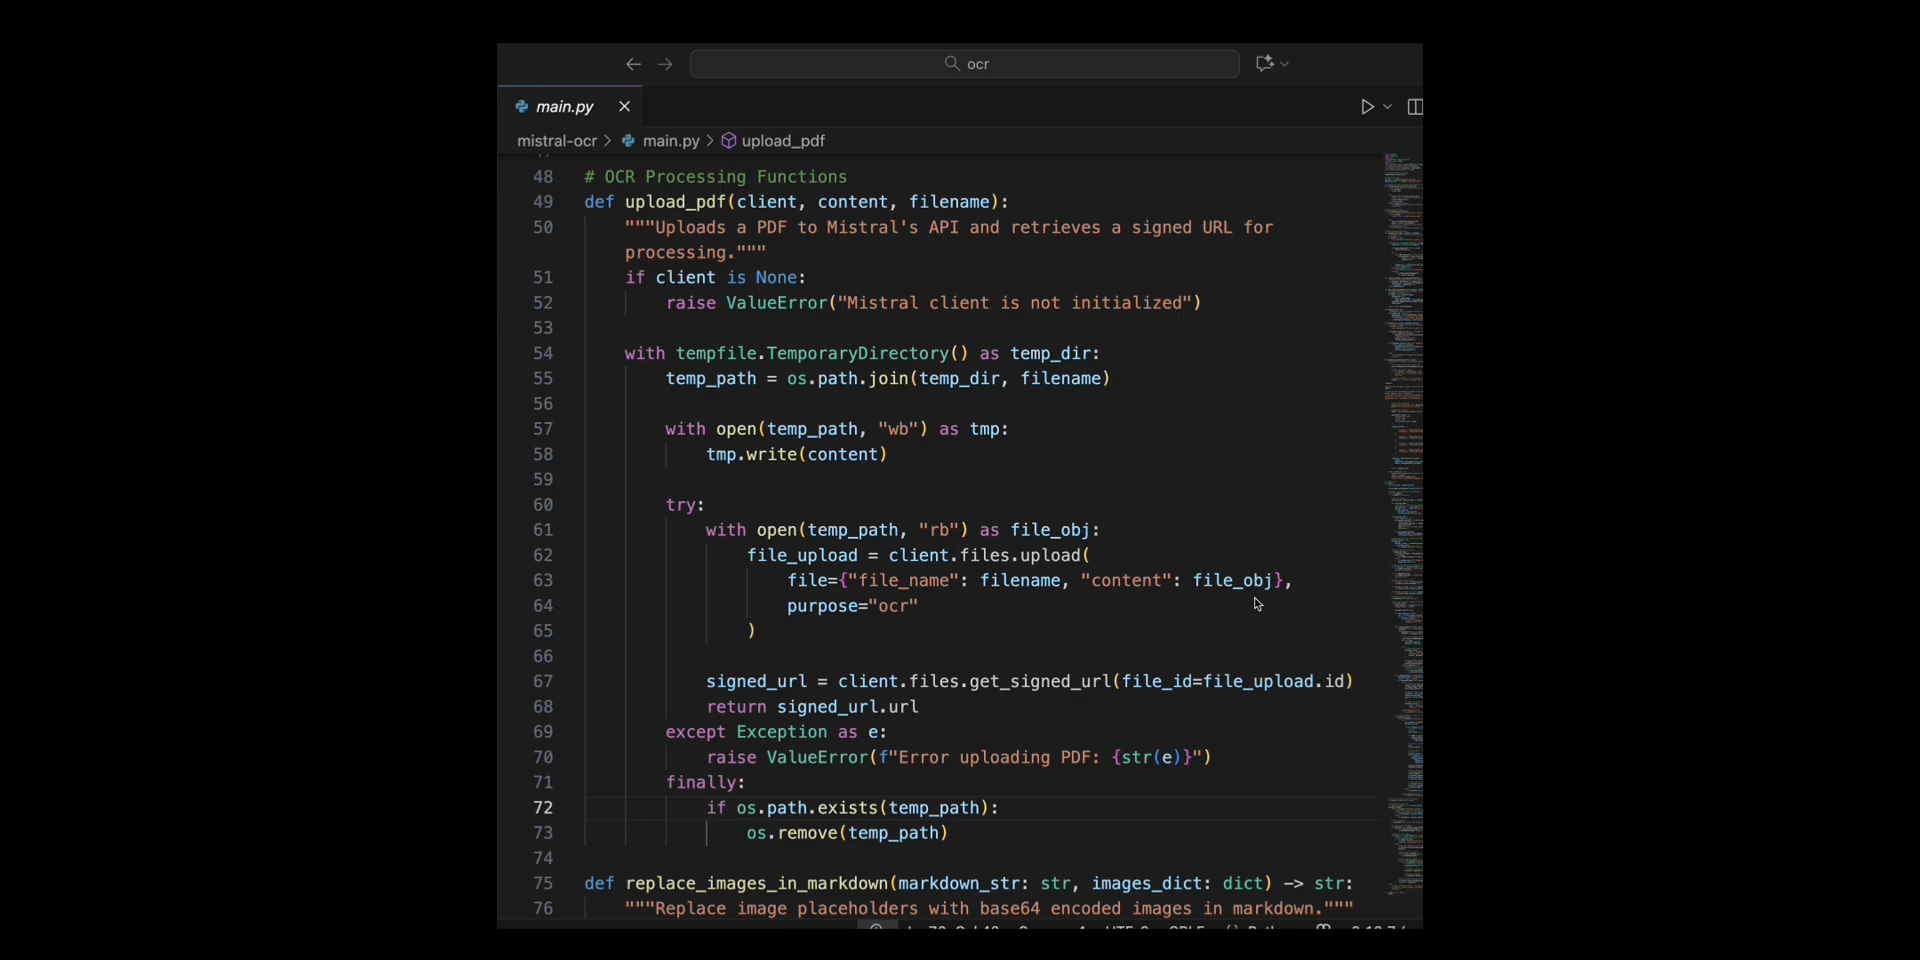 ocr
main.py
mistral-ocr > main.py > upload_pdf
48 # OCR Processing Functions
49 def upload_pdf(client, content, filename):
50 """Uploads a PDF to Mistral's API and retrieves a signed URL for
processing."""
51 if client is None:
52 raise ValueError("Mistral client is not initialized")
53
54 with tempfile.TemporaryDirectory() as temp_dir:
55 temp_path = os.path.join(temp_dir, filename)
56
57 with open(temp_path, "wb") as tmp:
58 tmp.write(content)
59
60 try:
61 with open(temp_path, "rb") as file_obj:
62 file_upload = client.files.upload(
63 file={"file_name": filename, "content": file_obj},
64 purpose="ocr"
65 )
66
67 signed_url = client.files.get_signed_url(file_id=file_upload.id)
68 return signed_url.url
69 except Exception as e:
70 raise ValueError(f"Error uploading PDF: {str(e)}")
71 finally:
72 if os.path.exists(temp_path):
73 os.remove(temp_path)
74
75 def replace_images_in_markdown(markdown_str: str, images_dict: dict) -> str:
76 """Replace image placeholders with base64 encoded images in markdown."""